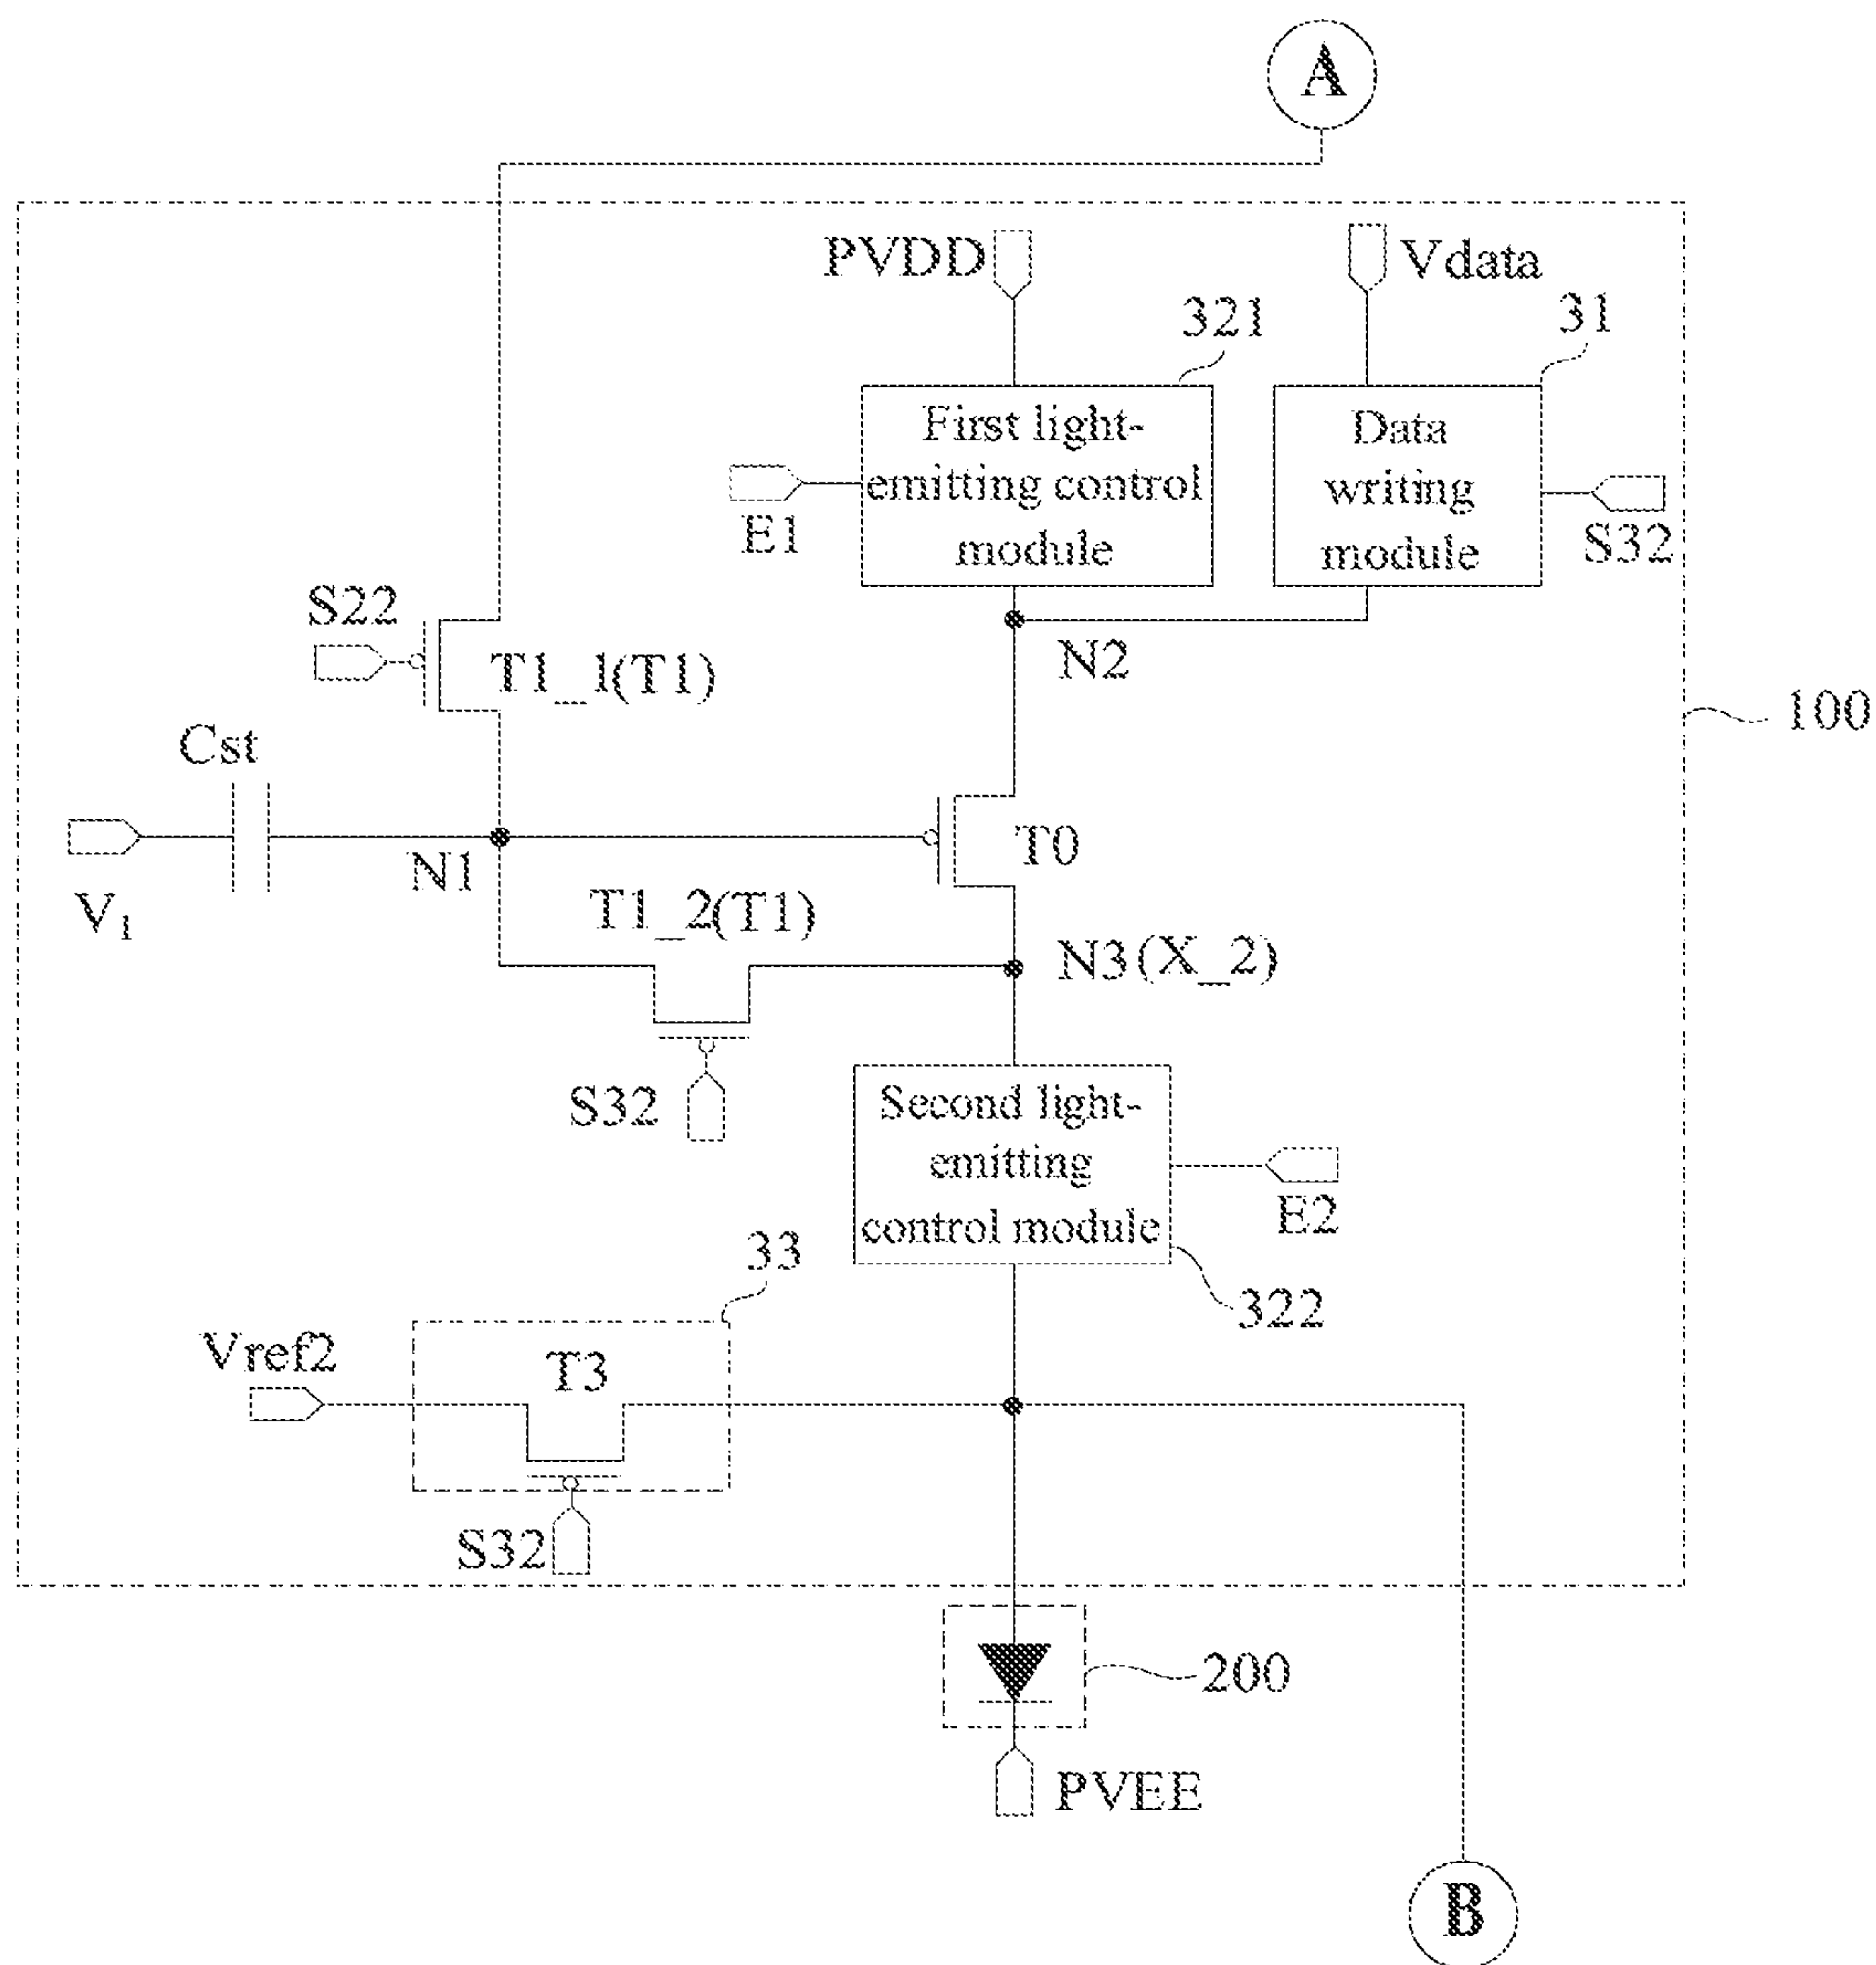 A
PVDD
Vdata
321
31
First light-
emitting control
module
Data
writing
module
E1
S32
S22
T1_1(T1)
N2
100
Cst
V1
N1
T0
T1_2(T1)
N3(X_2)
S32
Second light-
emitting
control module
E2
33
322
Vref2
T3
S32
200
PVEE
B